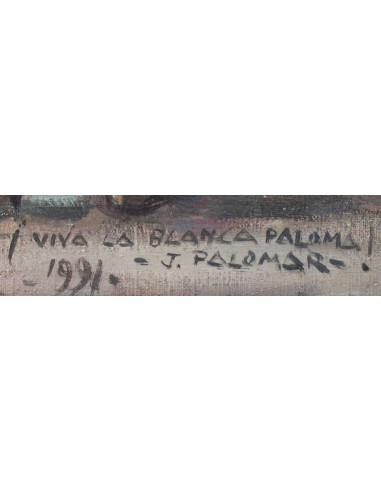 ¡ VIVA LA BLANCA PALOMA !
- 1991. - J. PALOMAR -.